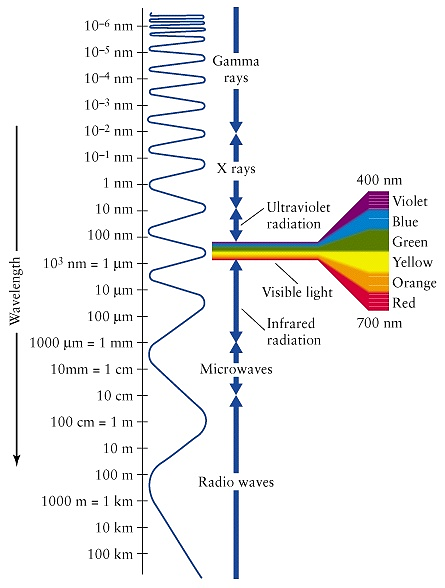 10⁻⁶ nm
10⁻⁵ nm
10⁻⁴ nm
10⁻³ nm
10⁻² nm
10⁻¹ nm
1 nm
10 nm
100 nm
10³ nm = 1 μm
10 μm
100 μm
1000 μm = 1 mm
10mm = 1 cm
10 cm
100 cm = 1 m
10 m
100 m
1000 m = 1 km
10 km
100 km
Wavelength
Gamma
rays
X rays
Ultraviolet
radiation
Visible light
Infrared
radiation
Microwaves
Radio waves
400 nm
Violet
Blue
Green
Yellow
Orange
Red
700 nm